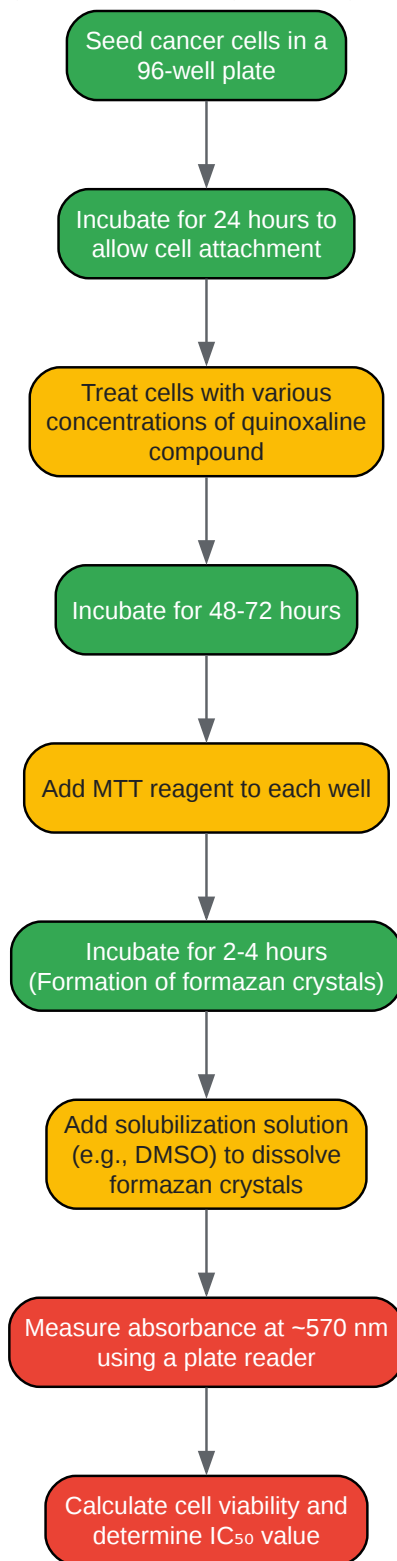 Seed cancer cells in a
96-well plate
Incubate for 24 hours to
allow cell attachment
Treat cells with various
concentrations of quinoxaline
compound
Incubate for 48-72 hours
Add MTT reagent to each well
Incubate for 2-4 hours
(Formation of formazan crystals)
Add solubilization solution
(e.g., DMSO) to dissolve
formazan crystals
Measure absorbance at ~570 nm
using a plate reader
Calculate cell viability and
determine IC₅₀ value